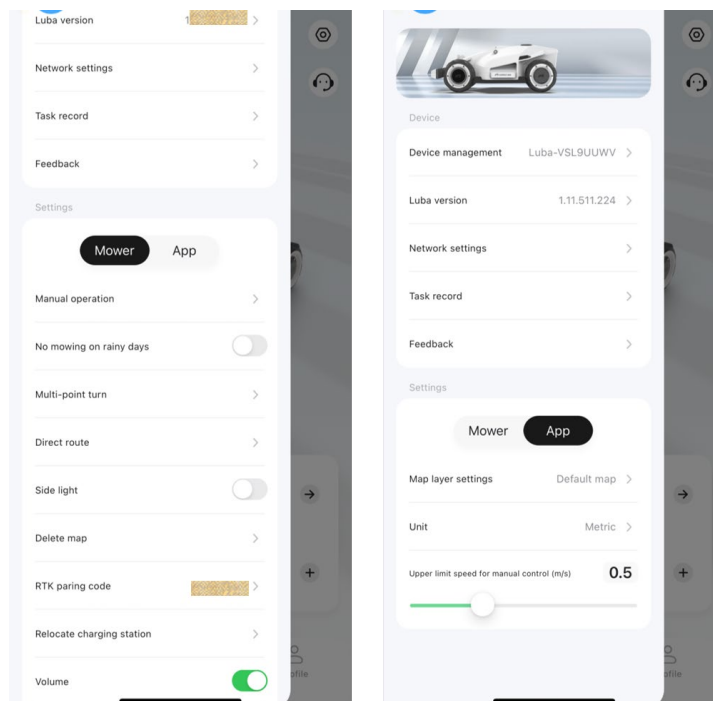 Luba version
1
Network settings
Task record
Feedback
Settings
Mower App
Manual operation
No mowing on rainy days
Multi-point turn
Direct route
Side light
Delete map
RTK paring code
Relocate charging station
Volume
ofile
Device
Device management Luba-VSL9UUWV
Luba version 1.11.511.224
Network settings
Task record
Feedback
Settings
Mower App
Map layer settings Default map
Unit Metric
Upper limit speed for manual control (m/s) 0.5
ofile